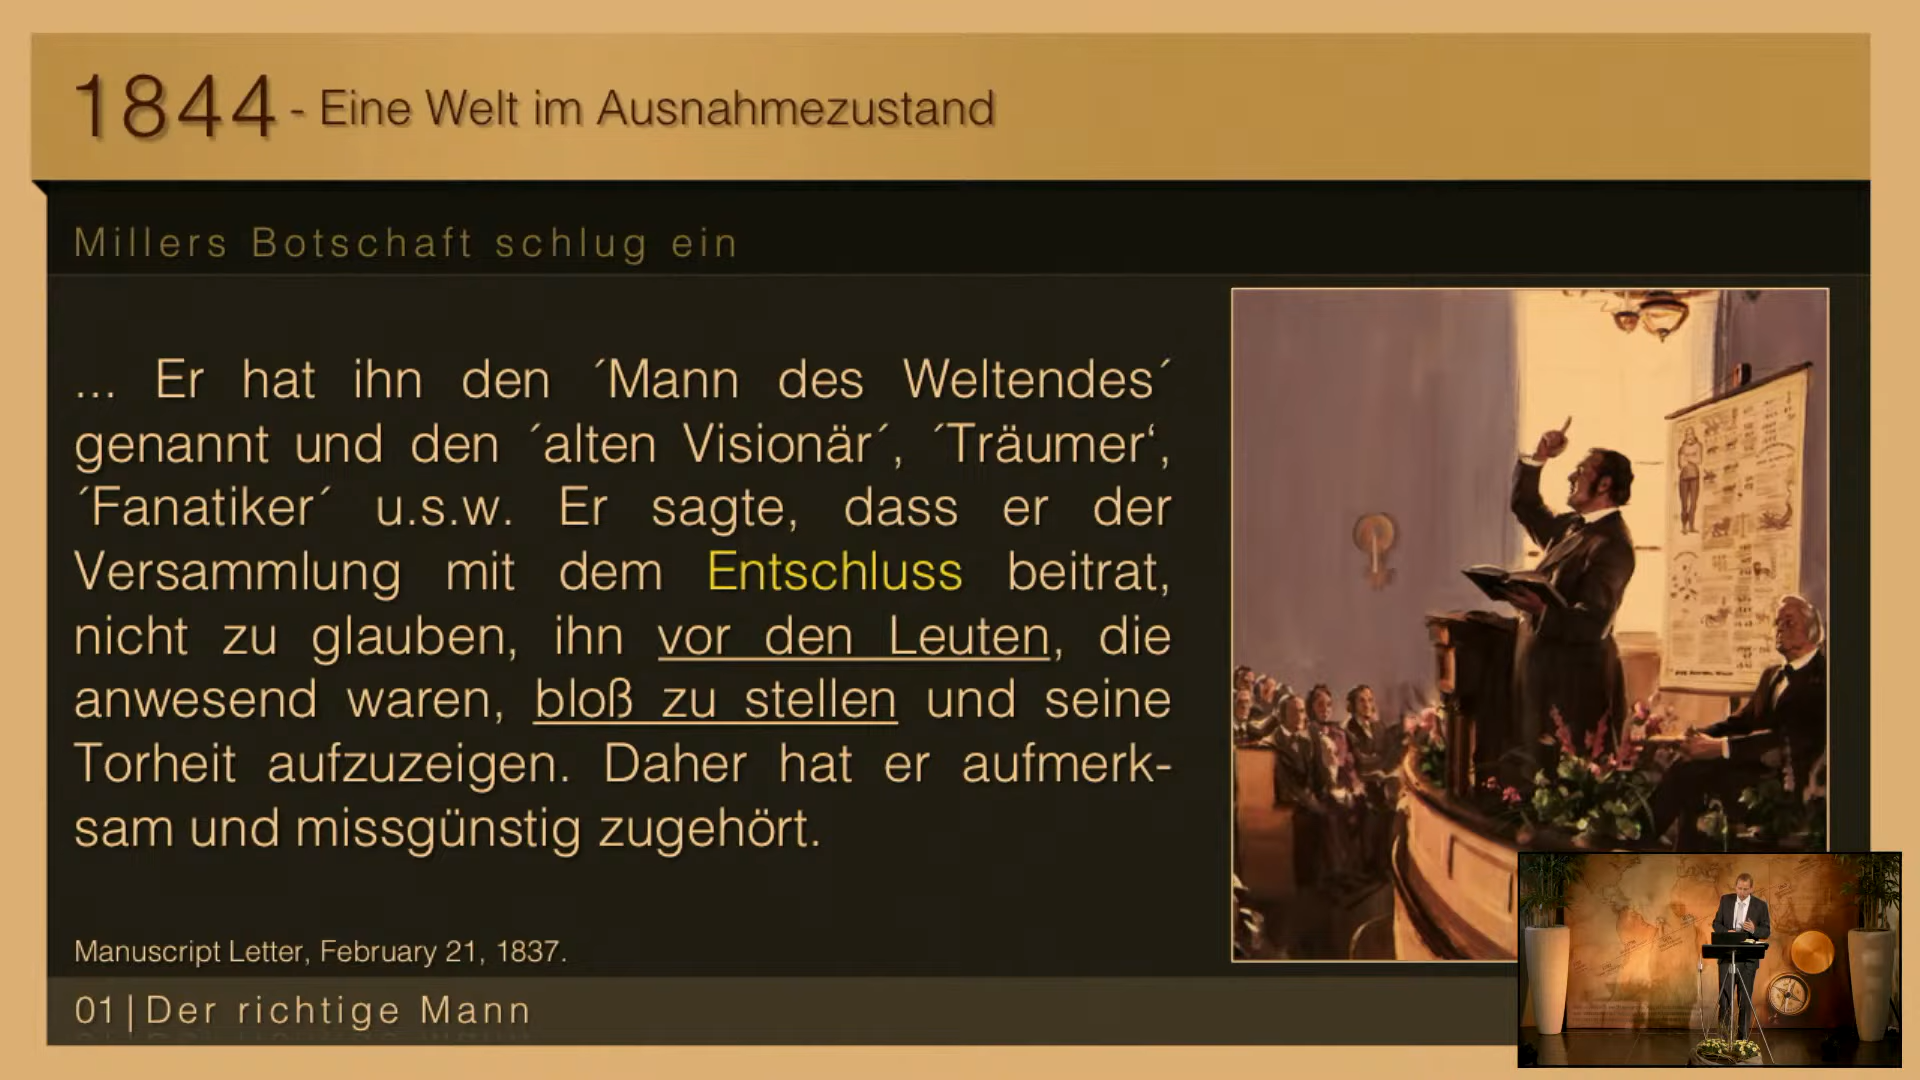 1844 - Eine Welt im Ausnahmezustand
Millers Botschaft schlug ein
... Er hat ihn den ´Mann des Weltendes´
genannt und den ´alten Visionär´, ´Träumer‘,
´Fanatiker´ u.s.w. Er sagte, dass er der
Versammlung mit dem Entschluss beitrat,
nicht zu glauben, ihn vor den Leuten, die
anwesend waren, bloß zu stellen und seine
Torheit aufzuzeigen. Daher hat er aufmerk-
sam und missgünstig zugehört.
Manuscript Letter, February 21, 1837.
01|Der richtige Mann